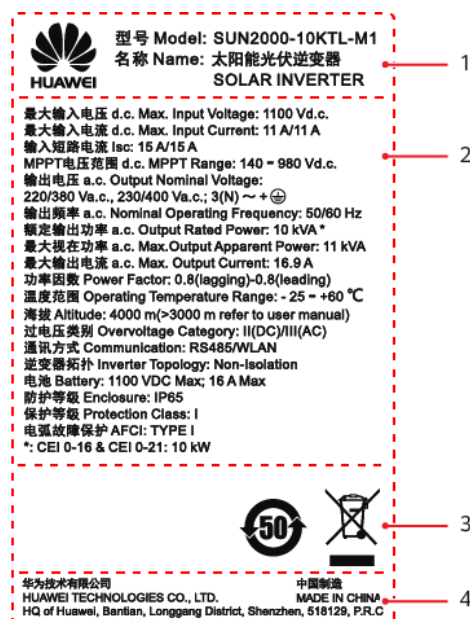 HUAWEI
型号 Model: SUN2000-10KTL-M1
名称 Name: 太阳能光伏逆变器
SOLAR INVERTER
1
最大输入电压 d.c. Max. Input Voltage: 1100 Vd.c.
最大输入电流 d.c. Max. Input Current: 11 A/11 A
输入短路电流 Isc: 15 A/15 A
2
MPPT电压范围 d.c. MPPT Range: 140 - 980 Vd.c.
输出电压 a.c. Output Nominal Voltage:
220/380 Va.c., 230/400 Va.c.; 3(N) ~ + ⏚
输出频率 a.c. Nominal Operating Frequency: 50/60 Hz
额定输出功率 a.c. Output Rated Power: 10 kVA *
最大视在功率 a.c. Max.Output Apparent Power: 11 kVA
最大输出电流 a.c. Max. Output Current: 16.9 A
功率因数 Power Factor: 0.8(lagging)-0.8(leading)
温度范围 Operating Temperature Range: - 25 - +60 ℃
海拔 Altitude: 4000 m(>3000 m refer to user manual)
过电压类别 Overvoltage Category: II(DC)/III(AC)
通讯方式 Communication: RS485/WLAN
逆变器拓扑 Inverter Topology: Non-Isolation
电池 Battery: 1100 VDC Max; 16 A Max
防护等级 Enclosure: IP65
保护等级 Protection Class: I
电弧故障保护 AFCI: TYPE I
*: CEI 0-16 & CEI 0-21: 10 kW
50
3
华为技术有限公司 中国制造
HUAWEI TECHNOLOGIES CO., LTD. MADE IN CHINA
4
HQ of Huawei, Bantian, Longgang District, Shenzhen, 518129, P.R.C